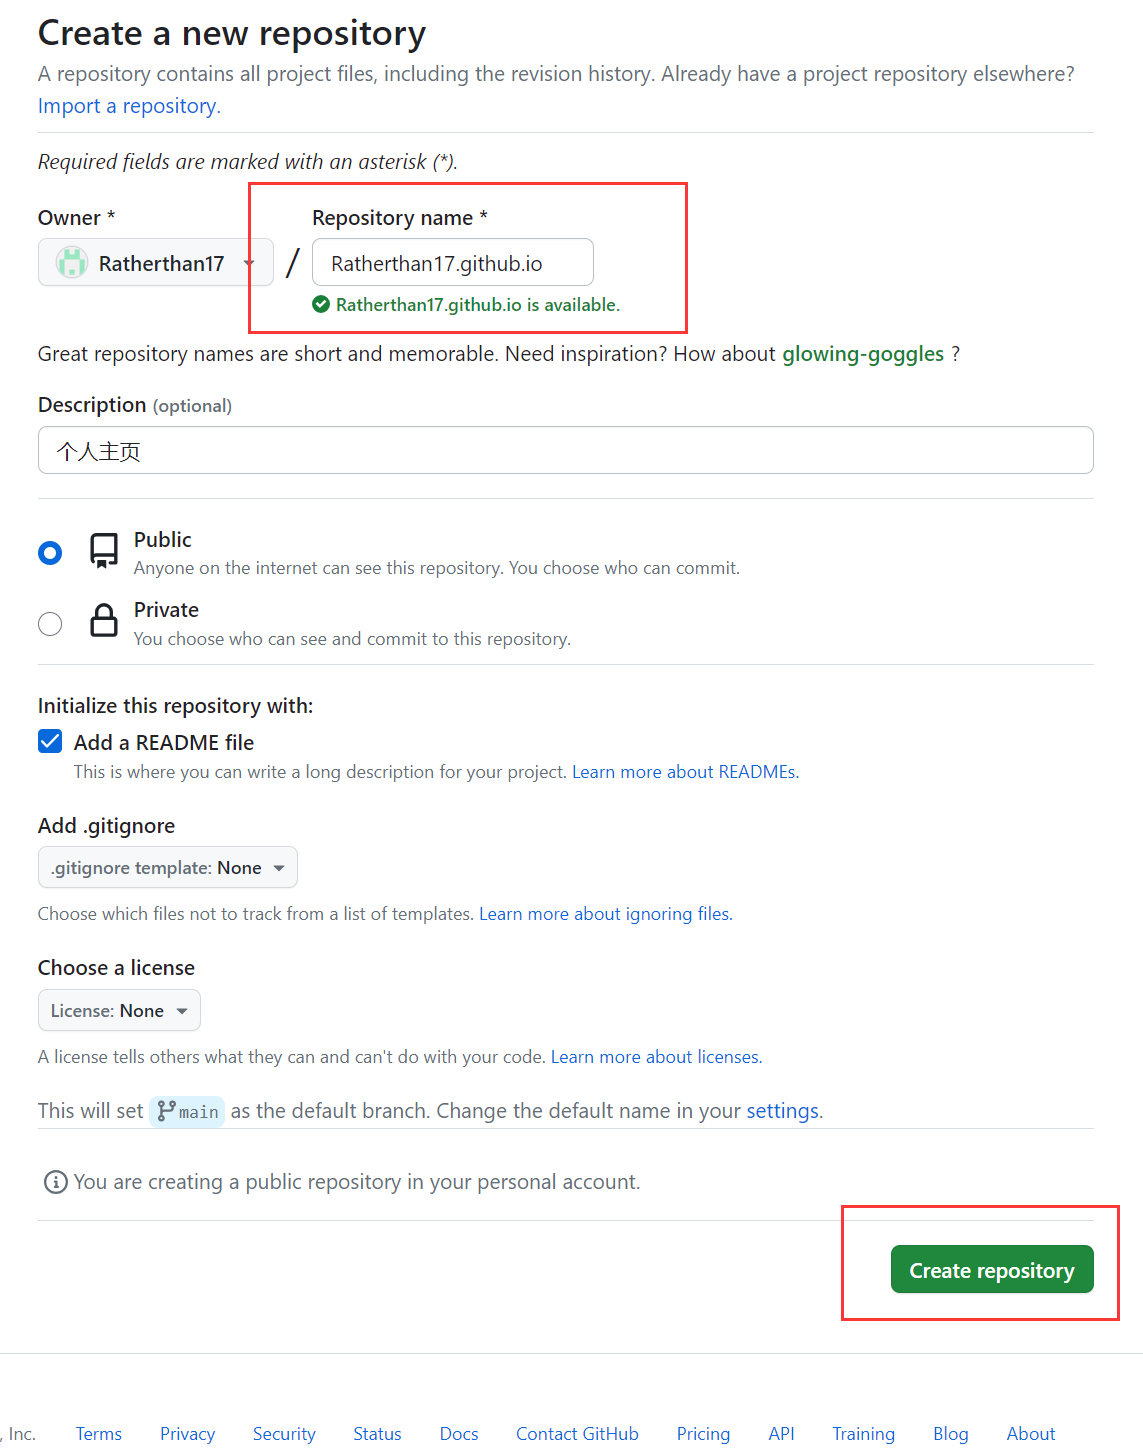 Create a new repository
A repository contains all project files, including the revision history. Already have a project repository elsewhere?
Import a repository.
Required fields are marked with an asterisk (*).
Owner *
Repository name *
Ratherthan17
/
Ratherthan17.github.io
Ratherthan17.github.io is available.
Great repository names are short and memorable. Need inspiration? How about glowing-goggles ?
Description (optional)
个人主页
Public
Anyone on the internet can see this repository. You choose who can commit.
Private
You choose who can see and commit to this repository.
Initialize this repository with:
Add a README file
This is where you can write a long description for your project. Learn more about READMEs.
Add .gitignore
.gitignore template: None
Choose which files not to track from a list of templates. Learn more about ignoring files.
Choose a license
License: None
A license tells others what they can and can't do with your code. Learn more about licenses.
This will set main as the default branch. Change the default name in your settings.
You are creating a public repository in your personal account.
Create repository
, Inc. Terms Privacy Security Status Docs Contact GitHub Pricing API Training Blog About